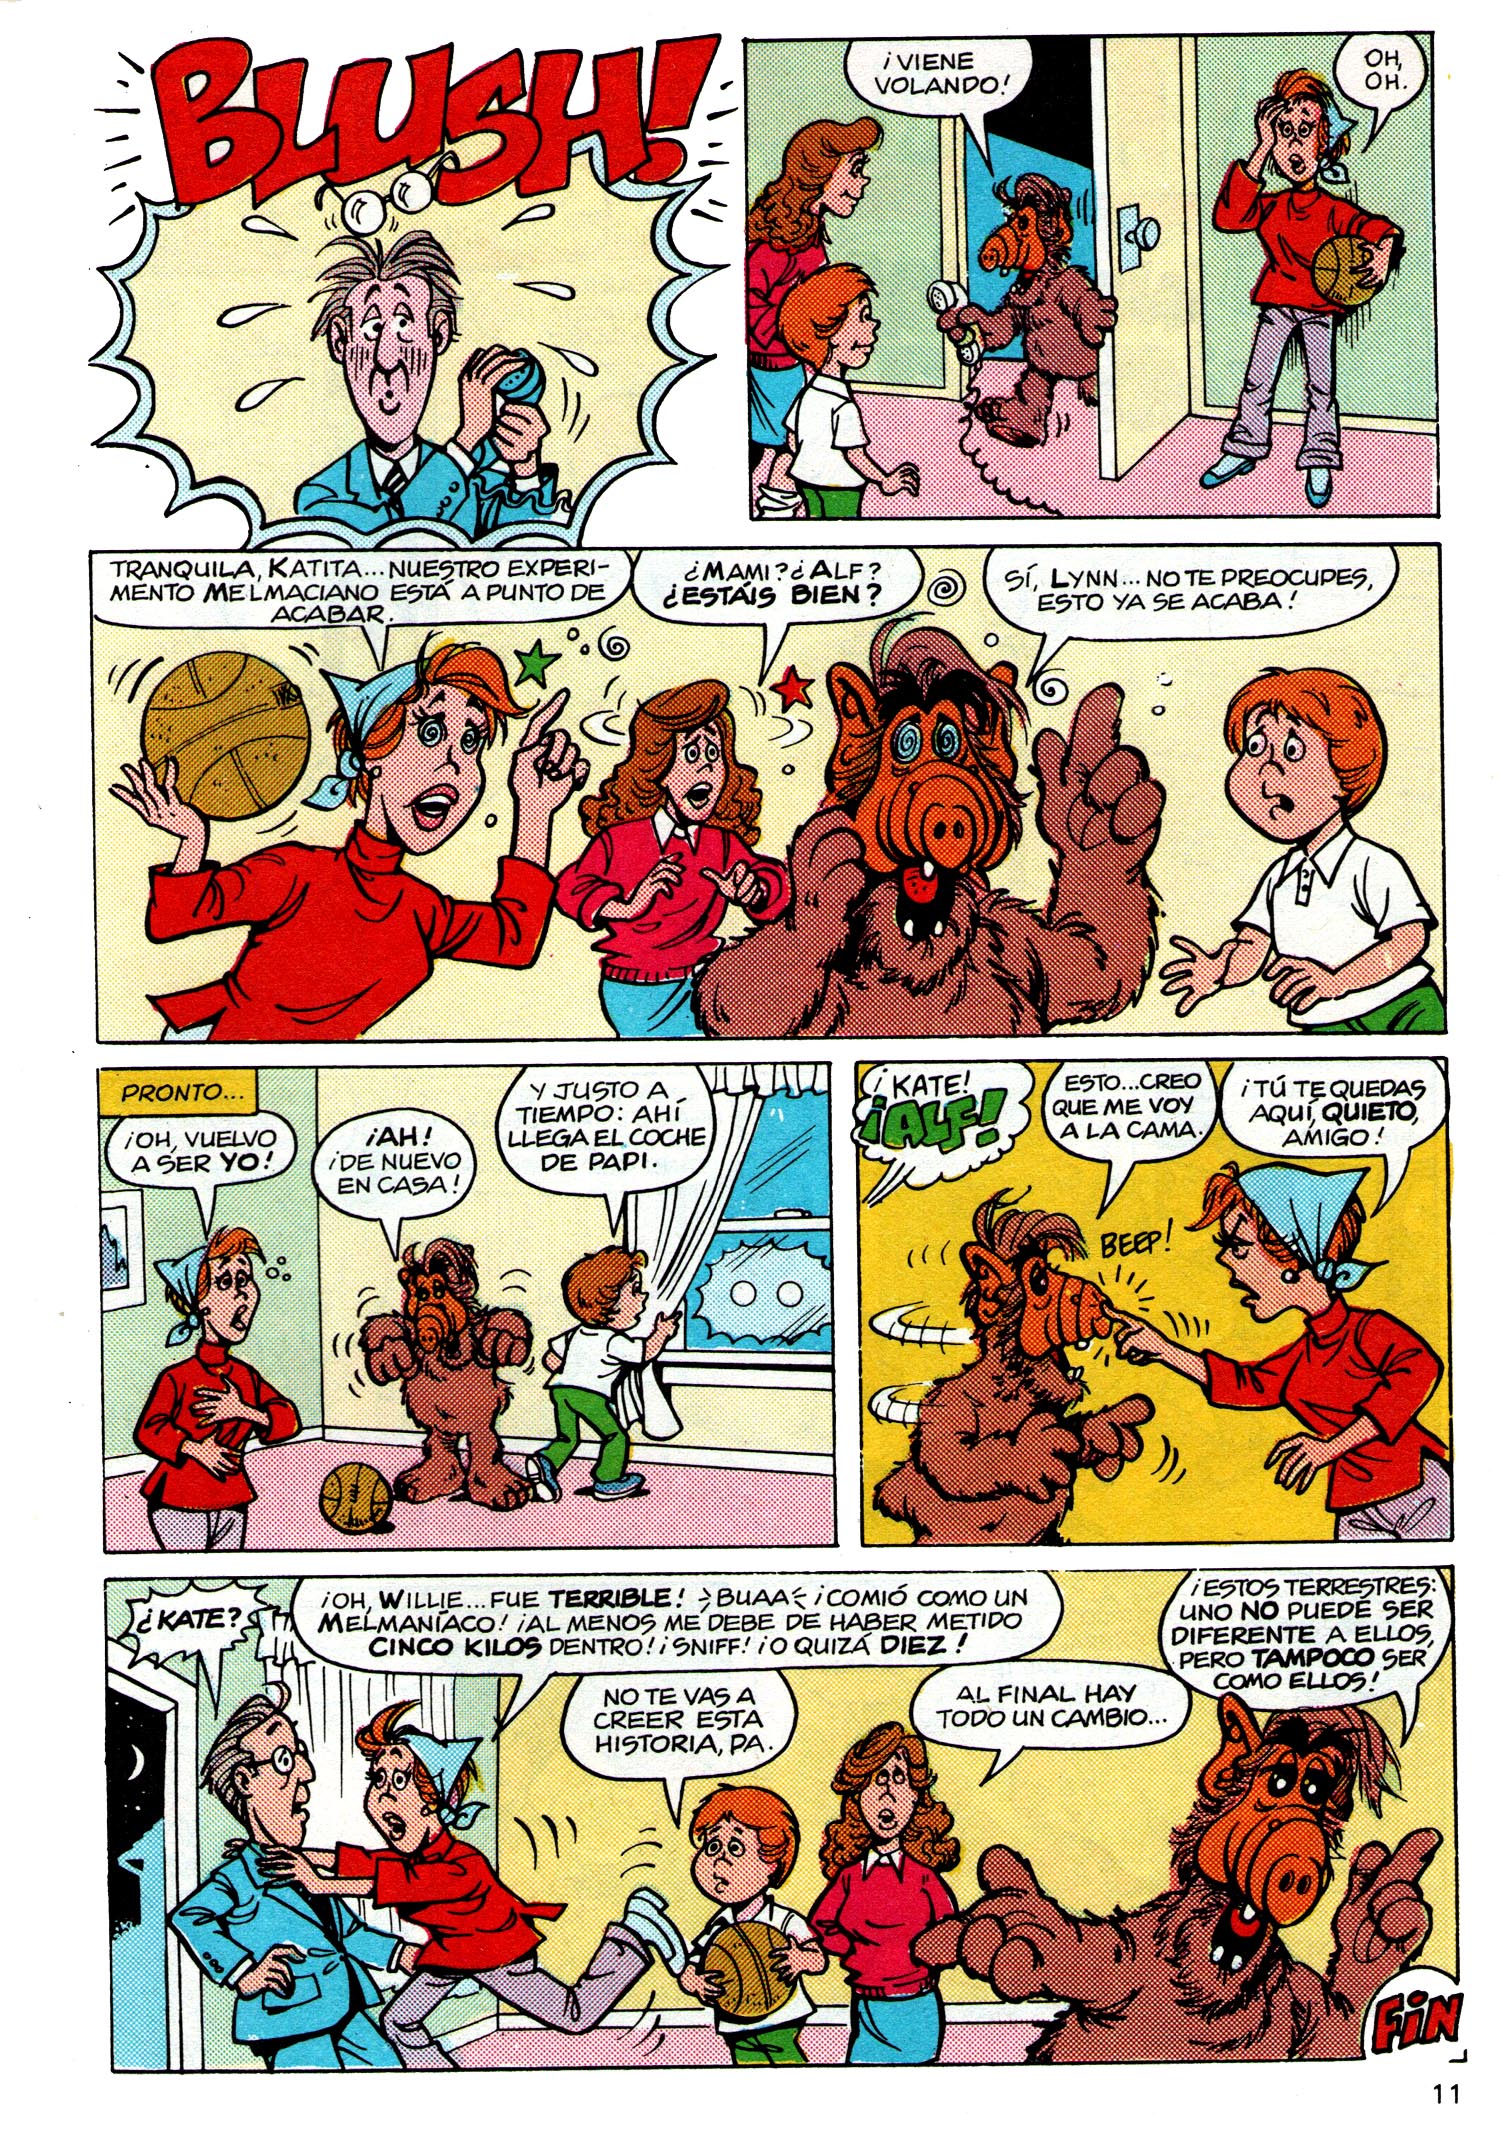 BLUSH!
¡VIENE
VOLANDO!
OH,
OH.
TRANQUILA, KATITA... NUESTRO EXPERI-
MENTO MELMACIANO ESTÁ A PUNTO DE
ACABAR.
¿MAMI? ¿ALF?
¿ESTÁIS BIEN?
SÍ, LYNN... NO TE PREOCUPES,
ESTO YA SE ACABA!
PRONTO...
¡OH, VUELVO
A SER YO!
¡AH!
¡DE NUEVO
EN CASA!
Y JUSTO A
TIEMPO: AHÍ
LLEGA EL COCHE
DE PAPI.
¡KATE!
¡ALF!
ESTO... CREO
QUE ME VOY
A LA CAMA.
¡TÚ TE QUEDAS
AQUÍ, QUIETO,
AMIGO!
BEEP!
¿KATE?
¡OH, WILLIE... FUE TERRIBLE! BUAA ¡COMIÓ COMO UN
MELMANÍACO! ¡AL MENOS ME DEBE DE HABER METIDO
CINCO KILOS DENTRO! ¡SNIFF! ¡O QUIZÁ DIEZ!
NO TE VAS A
CREER ESTA
HISTORIA, PA.
AL FINAL HAY
TODO UN CAMBIO...
¡ESTOS TERRESTRES:
UNO NO PUEDE SER
DIFERENTE A ELLOS,
PERO TAMPOCO SER
COMO ELLOS!
FIN
11